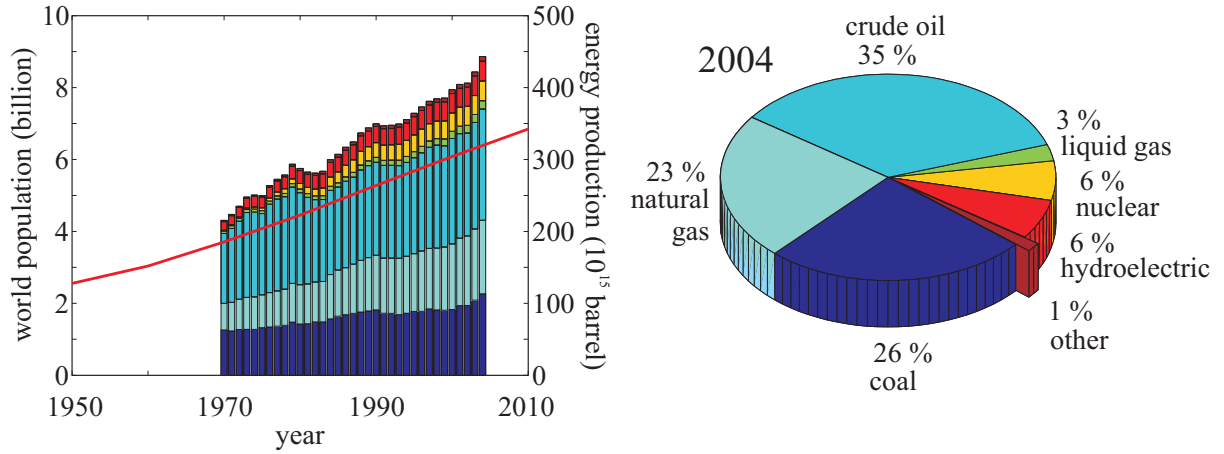 world population (billion)
10
8
6
4
2
0
1950
1970
1990
2010
year
500
400
300
200
100
0
energy production (10¹⁵ barrel)
2004
crude oil
35 %
3 %
liquid gas
6 %
nuclear
6 %
hydroelectric
1 %
other
26 %
coal
23 %
natural
gas